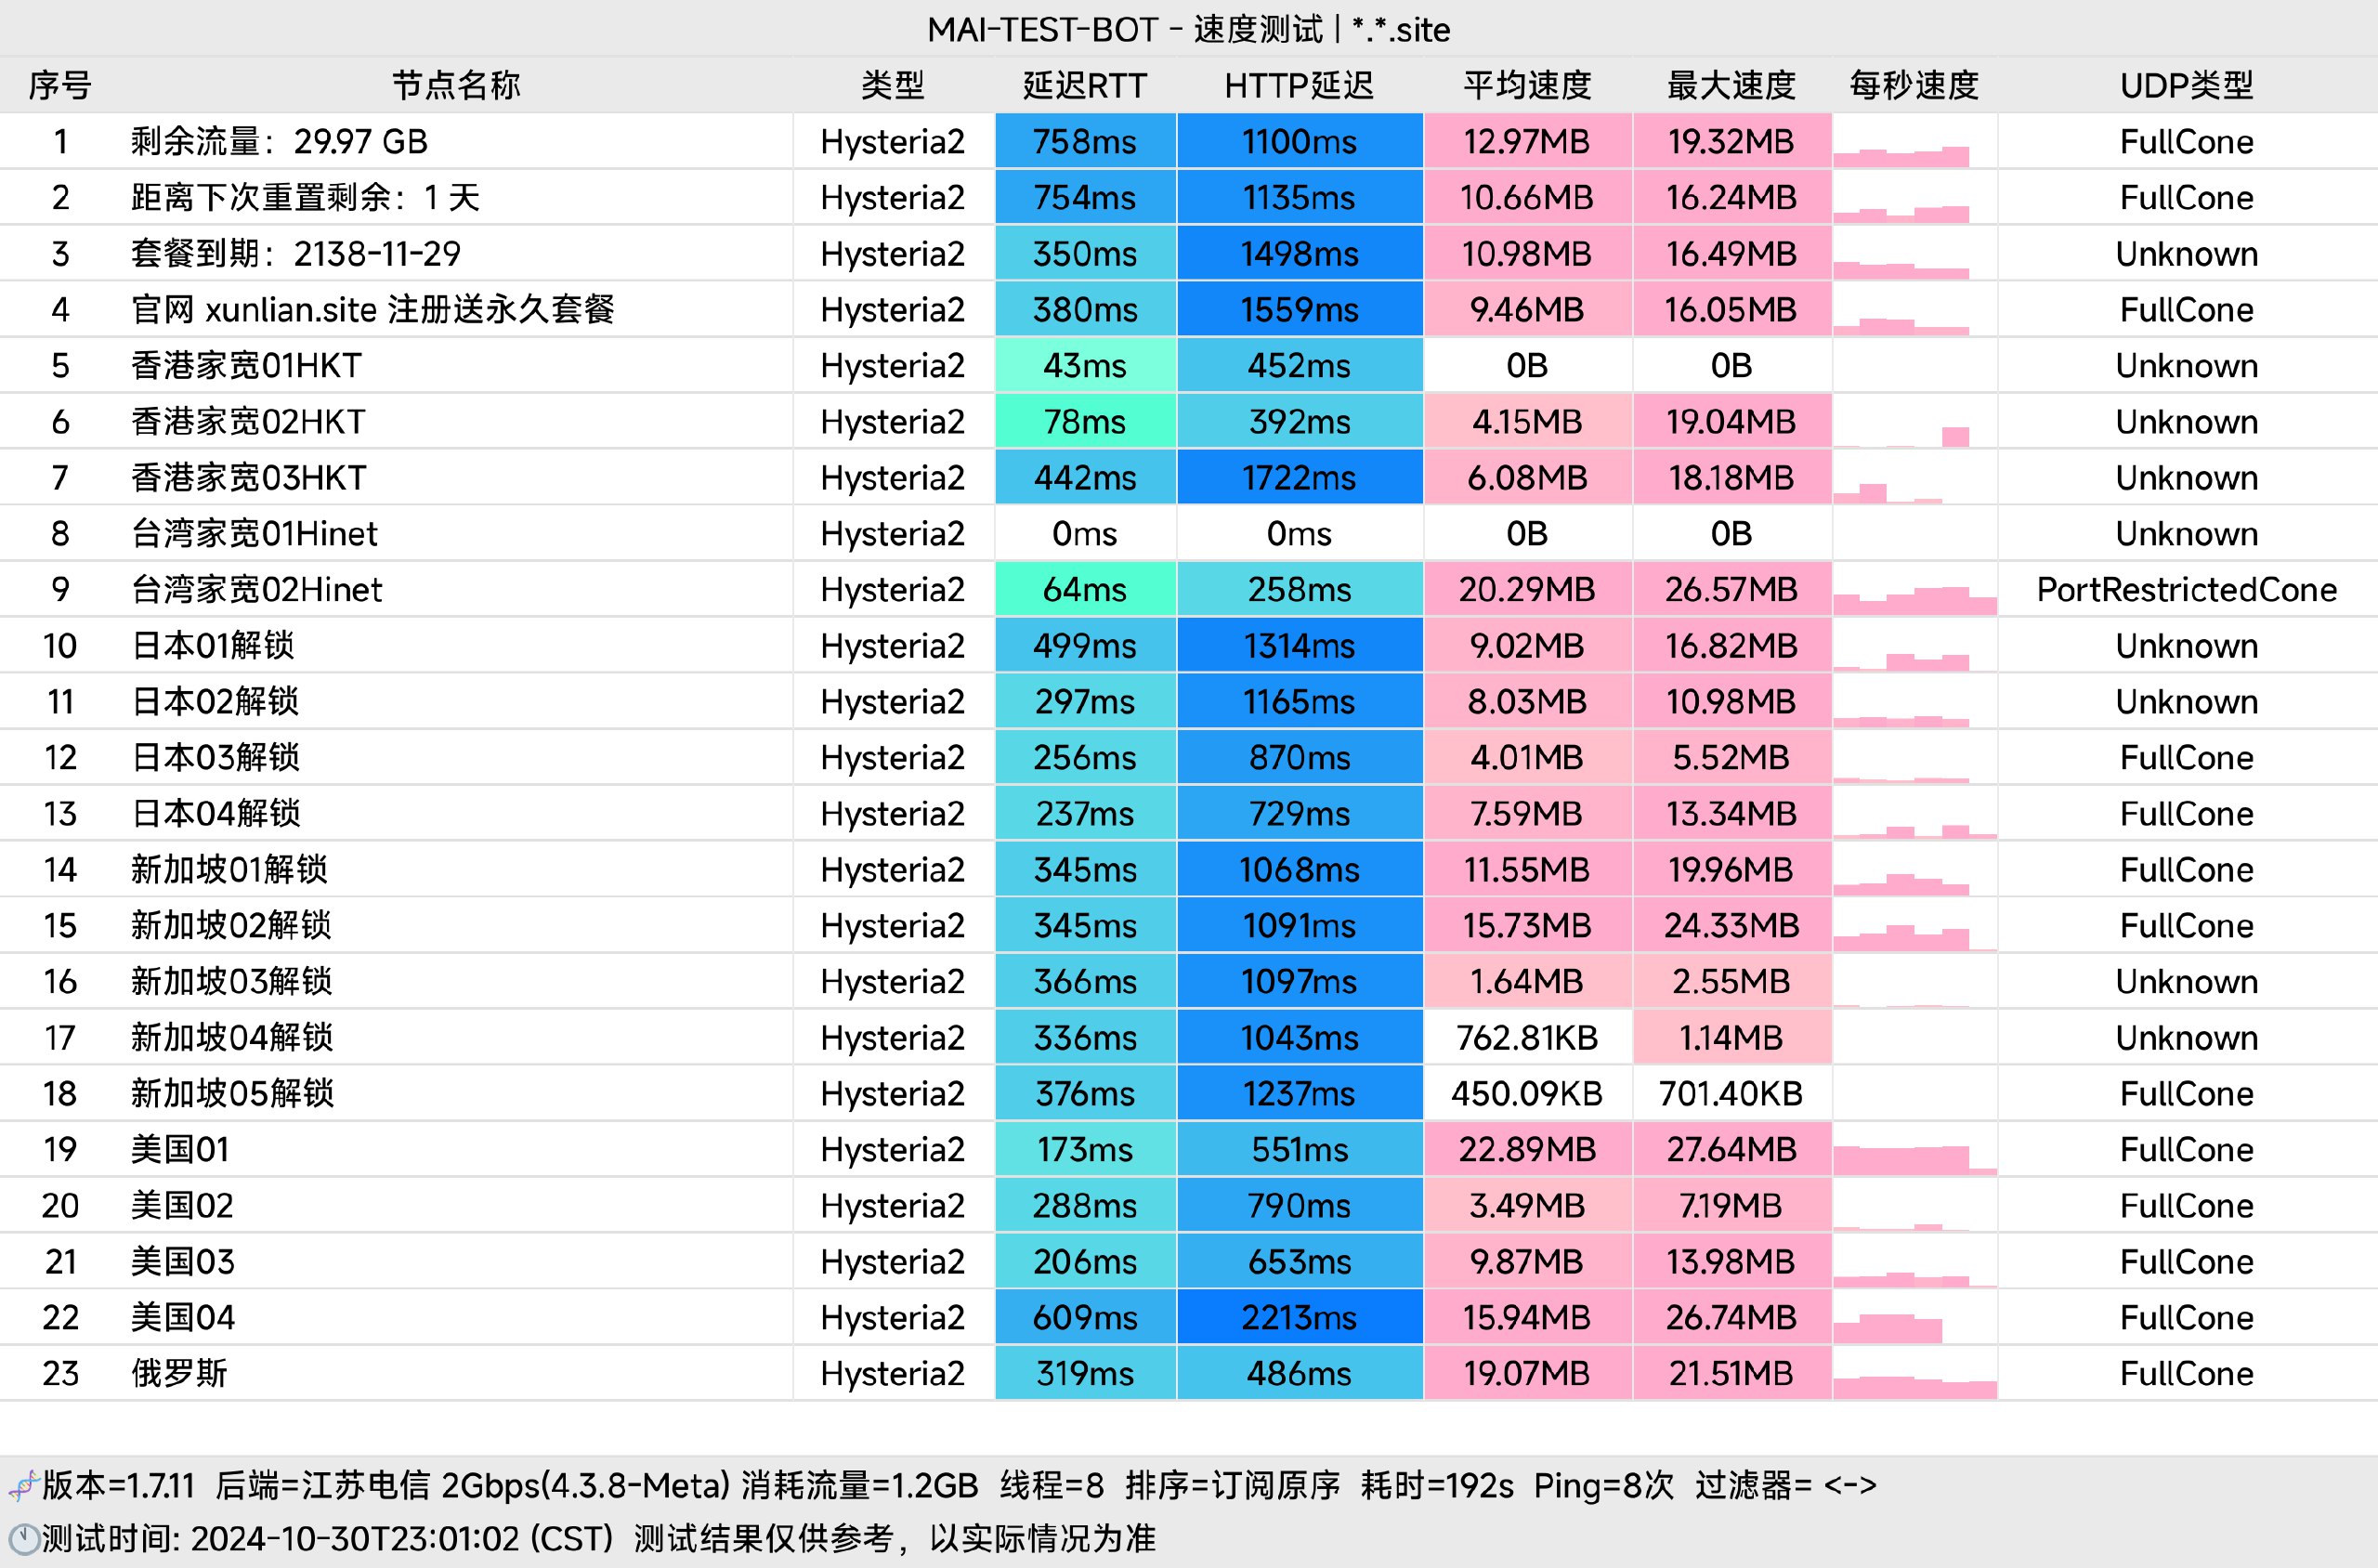 MAI-TEST-BOT - 速度测试 | *.*.site
序号 节点名称 类型 延迟RTT HTTP延迟 平均速度 最大速度 每秒速度 UDP类型
1 剩余流量：29.97 GB Hysteria2 758ms 1100ms 12.97MB 19.32MB FullCone
2 距离下次重置剩余：1 天 Hysteria2 754ms 1135ms 10.66MB 16.24MB FullCone
3 套餐到期：2138-11-29 Hysteria2 350ms 1498ms 10.98MB 16.49MB Unknown
4 官网 xunlian.site 注册送永久套餐 Hysteria2 380ms 1559ms 9.46MB 16.05MB FullCone
5 香港家宽01HKT Hysteria2 43ms 452ms 0B 0B Unknown
6 香港家宽02HKT Hysteria2 78ms 392ms 4.15MB 19.04MB Unknown
7 香港家宽03HKT Hysteria2 442ms 1722ms 6.08MB 18.18MB Unknown
8 台湾家宽01Hinet Hysteria2 0ms 0ms 0B 0B Unknown
9 台湾家宽02Hinet Hysteria2 64ms 258ms 20.29MB 26.57MB PortRestrictedCone
10 日本01解锁 Hysteria2 499ms 1314ms 9.02MB 16.82MB Unknown
11 日本02解锁 Hysteria2 297ms 1165ms 8.03MB 10.98MB Unknown
12 日本03解锁 Hysteria2 256ms 870ms 4.01MB 5.52MB FullCone
13 日本04解锁 Hysteria2 237ms 729ms 7.59MB 13.34MB FullCone
14 新加坡01解锁 Hysteria2 345ms 1068ms 11.55MB 19.96MB FullCone
15 新加坡02解锁 Hysteria2 345ms 1091ms 15.73MB 24.33MB FullCone
16 新加坡03解锁 Hysteria2 366ms 1097ms 1.64MB 2.55MB Unknown
17 新加坡04解锁 Hysteria2 336ms 1043ms 762.81KB 1.14MB Unknown
18 新加坡05解锁 Hysteria2 376ms 1237ms 450.09KB 701.40KB FullCone
19 美国01 Hysteria2 173ms 551ms 22.89MB 27.64MB FullCone
20 美国02 Hysteria2 288ms 790ms 3.49MB 7.19MB FullCone
21 美国03 Hysteria2 206ms 653ms 9.87MB 13.98MB FullCone
22 美国04 Hysteria2 609ms 2213ms 15.94MB 26.74MB FullCone
23 俄罗斯 Hysteria2 319ms 486ms 19.07MB 21.51MB FullCone
版本=1.7.11 后端=江苏电信 2Gbps(4.3.8-Meta) 消耗流量=1.2GB 线程=8 排序=订阅原序 耗时=192s Ping=8次 过滤器= <->
测试时间: 2024-10-30T23:01:02 (CST) 测试结果仅供参考，以实际情况为准